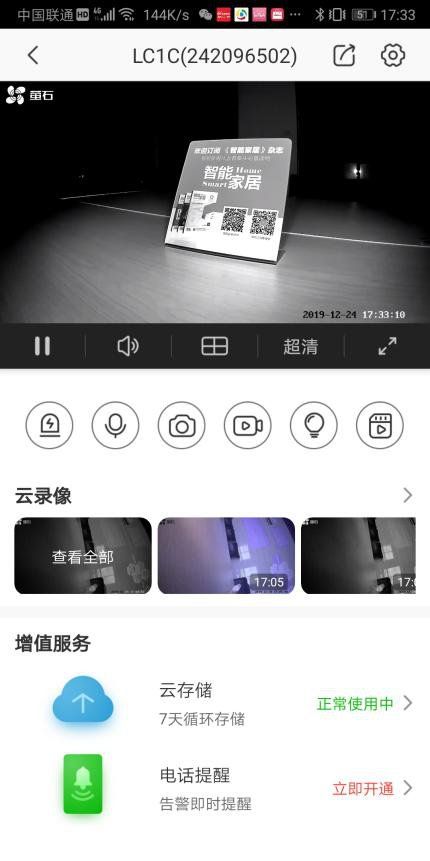 中国联通 HD 4G 144K/s ... 51 17:33
LC1C(242096502)
萤石
欢迎订阅《智能家居》杂志
智能 Home
Smart 家居
2019-12-24 17:33:10
超清
云录像
查看全部
17:05
17:0
增值服务
云存储
7天循环存储
正常使用中
电话提醒
告警即时提醒
立即开通